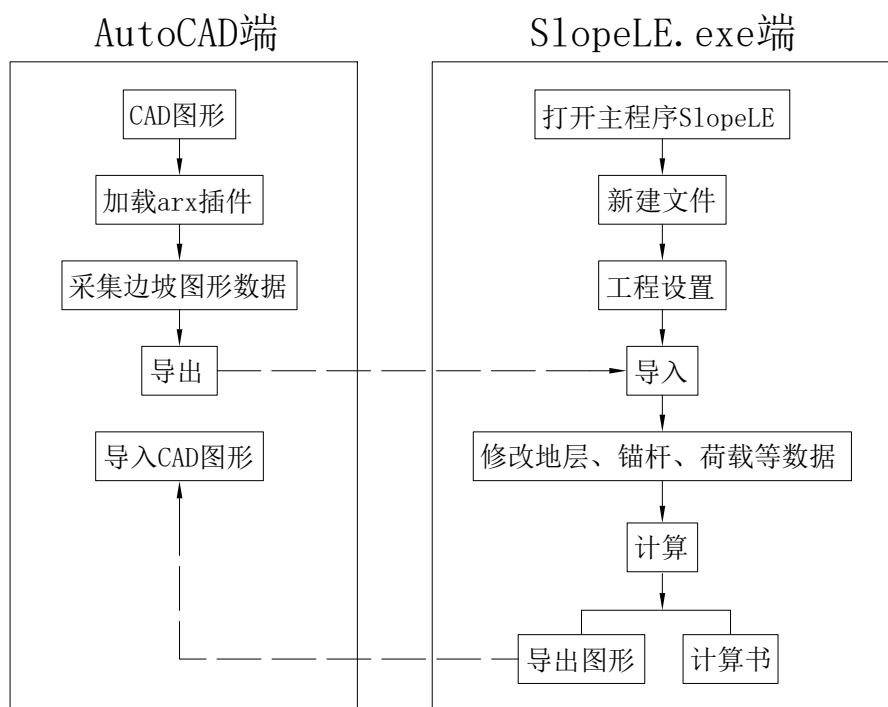 AutoCAD端
CAD图形
加载arx插件
采集边坡图形数据
导出
导入CAD图形
SlopeLE.exe端
打开主程序SlopeLE
新建文件
工程设置
导入
修改地层、锚杆、荷载等数据
计算
导出图形
计算书